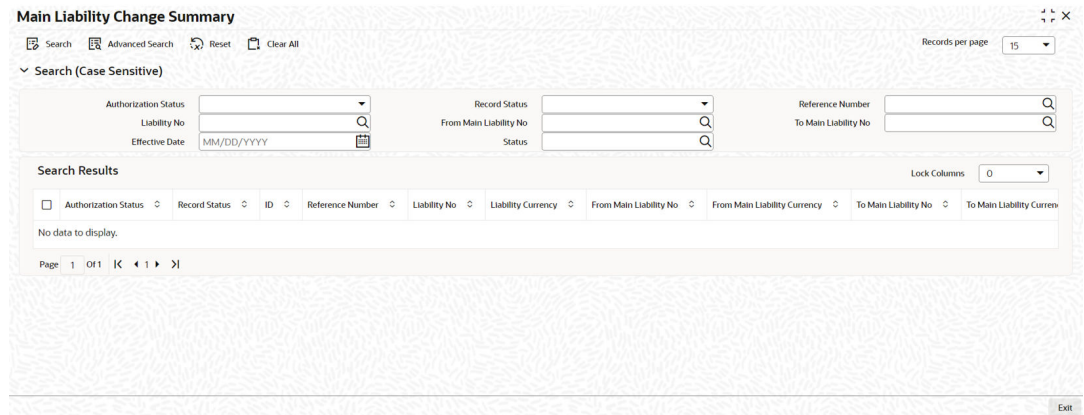 Main Liability Change Summary
Search Advanced Search Reset Clear All Records per page 15
Search (Case Sensitive)
Authorization Status Record Status Reference Number
Liability No From Main Liability No To Main Liability No
Effective Date MM/DD/YYYY Status
Search Results Lock Columns 0
Authorization Status Record Status ID Reference Number Liability No Liability Currency From Main Liability No From Main Liability Currency To Main Liability No To Main Liability Curren
No data to display.
Page 1 Of 1 1
Exit